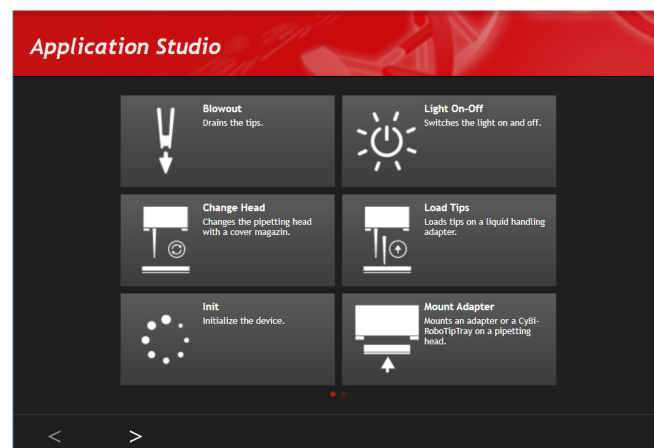 Application Studio
Blowout
Drains the tips.
Light On-Off
Switches the light on and off.
Change Head
Changes the pipetting head
with a cover magazin.
Load Tips
Loads tips on a liquid handling
adapter.
Init
Initialize the device.
Mount Adapter
Mounts an adapter or a CyBi-
RoboTipTray on a pipetting
head.
< >